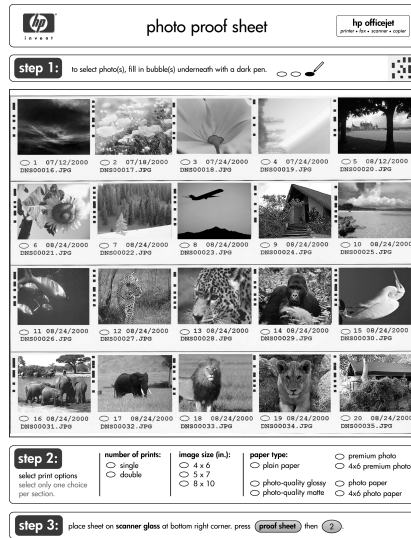 hp
invent
photo proof sheet
hp officejet
printer • fax • scanner • copier
step 1:
to select photo(s), fill in bubble(s) underneath with a dark pen.
1 07/12/2000
DNS00016.JPG
2 07/18/2000
DNS00017.JPG
3 07/24/2000
DNS00018.JPG
4 07/24/2000
DNS00019.JPG
5 08/12/2000
DNS00020.JPG
6 08/24/2000
DNS00021.JPG
7 08/24/2000
DNS00022.JPG
8 08/24/2000
DNS00023.JPG
9 08/24/2000
DNS00024.JPG
10 08/24/2000
DNS00025.JPG
11 08/24/2000
DNS00026.JPG
12 08/24/2000
DNS00027.JPG
13 08/24/2000
DNS00028.JPG
14 08/24/2000
DNS00029.JPG
15 08/24/2000
DNS00030.JPG
16 08/24/2000
DNS00031.JPG
17 08/24/2000
DNS00032.JPG
18 08/24/2000
DNS00033.JPG
19 08/24/2000
DNS00034.JPG
20 08/24/2000
DNS00035.JPG
step 2:
select print options
select only one choice
per section.
number of prints:
single
double
image size (in.):
4 x 6
5 x 7
8 x 10
paper type:
plain paper
photo-quality glossy
photo-quality matte
premium photo
4x6 premium photo
photo paper
4x6 photo paper
step 3:
place sheet on scanner glass at bottom right corner. press proof sheet then 2 .